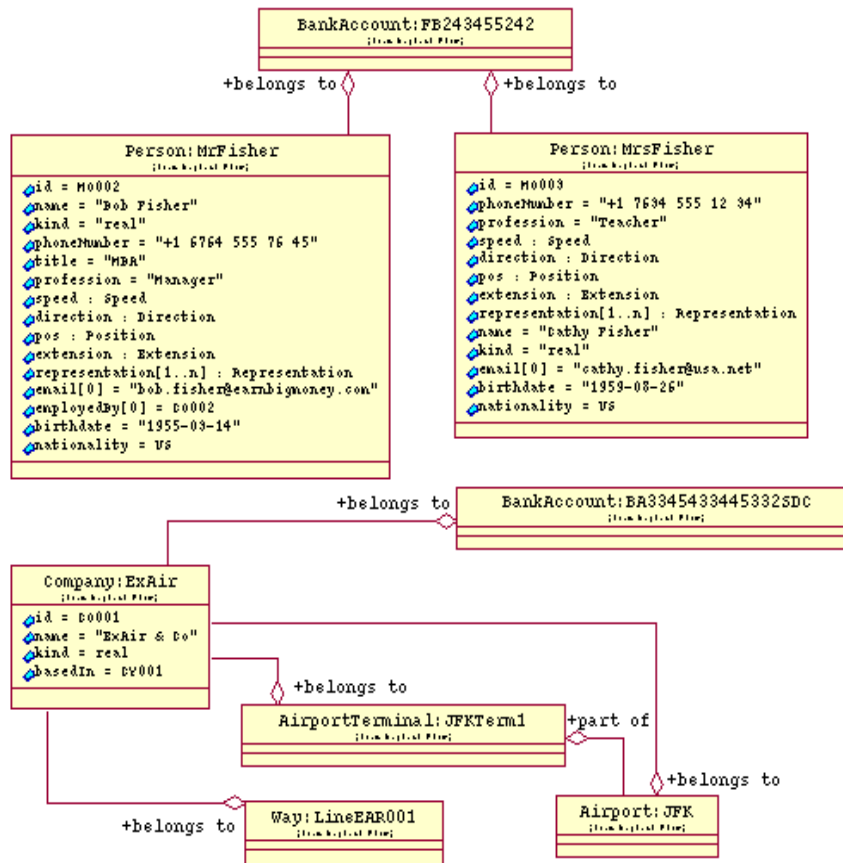 BankAccount:FB243455242
+belongs to
+belongs to
Person:MrFisher
id = MO002
name = "Bob Fisher"
kind = "real"
phoneNumber = "+1 6764 555 76 45"
title = "MBA"
profession = "Manager"
speed : Speed
direction : Direction
pos : Position
extension : Extension
representation[1..n] : Representation
email[0] = "bob.fisher@earnbigmoney.com"
employedBy[0] = CO002
birthdate = "1955-03-14"
nationality = US
Person:MrsFisher
id = MO003
phoneNumber = "+1 7634 555 12 34"
profession = "Teacher"
speed : Speed
direction : Direction
pos : Position
extension : Extension
representation[1..n] : Representation
name = "Cathy Fisher"
kind = "real"
email[0] = "cathy.fisher@usa.net"
birthdate = "1959-08-26"
nationality = US
+belongs to
BankAccount:BA3345433445332SDC
Company:ExAir
id = CO001
name = "ExAir & Co"
kind = real
basedIn = CY001
+belongs to
AirportTerminal:JFKTerm1
+part of
+belongs to
Airport:JFK
+belongs to
Way:LineEAR001